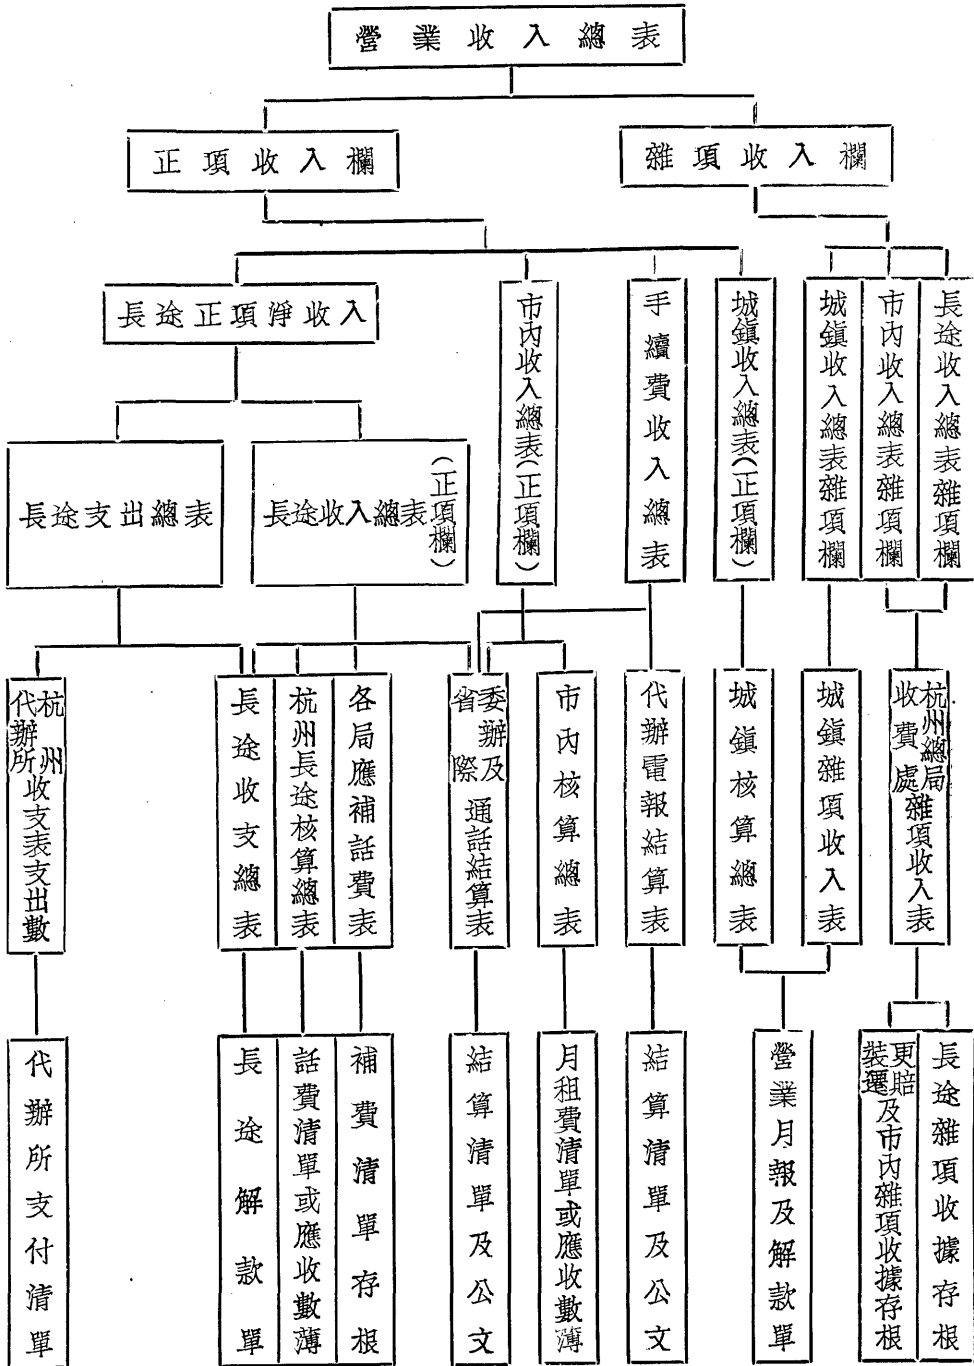 營業收入總表
正項收入欄
雜項收入欄
長途正項淨收入
市內收入總表(正項欄)
手續費收入總表
城鎮收入總表(正項欄)
城鎮收入總表雜項欄
市內收入總表雜項欄
長途收入總表雜項欄
長途支出總表
長途收入總表(正項欄)
杭州代辦所收支表支出數
長途收支總表
杭州長途核算總表
各局應補話費表
委辦及省際通話結算表
市內核算總表
代辦電報結算表
城鎮核算總表
城鎮雜項收入表
杭州總局收費處雜項收入表
代辦所支付清單
長途解款單
話費清單或應收數薄
補費清單存根
結算清單及公文
月租費清單或應收數薄
結算清單及公文
營業月報及解款單
更賠裝遷及市內雜項收據存根
長途雜項收據存根